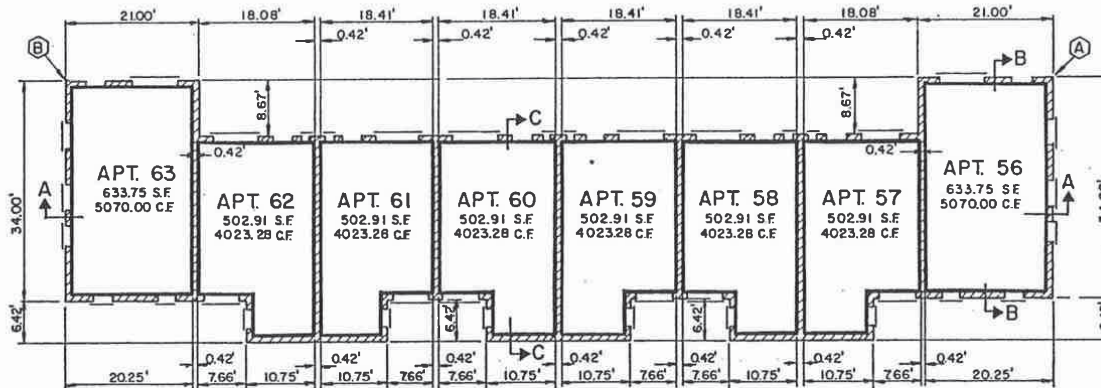 21.00' 18.08' 18.41' 18.41' 18.41' 18.41' 18.08' 21.00'
0.42' 0.42' 0.42' 0.42' 0.42'
B A
B
8.67' 8.67'
C
0.42' 0.42'
34.00'
A A
APT. 63
633.75 S.F.
5070.00 C.F.
APT. 62
502.91 S.F.
4023.28 C.F.
APT. 61
502.91 S.F.
4023.28 C.F.
APT. 60
502.91 S.F.
4023.28 C.F.
APT. 59
502.91 S.F.
4023.28 C.F.
APT. 58
502.91 S.F.
4023.28 C.F.
APT. 57
502.91 S.F.
4023.28 C.F.
APT. 56
633.75 S.F.
5070.00 C.F.
B
6.42' 6.42' 6.42' 6.42'
C
0.42' 0.42' 0.42' 0.42' 0.42' 0.42' 0.42'
20.25' 7.66' 10.75' 10.75' 7.66' 7.66' 10.75' 10.75' 7.66' 7.66' 10.75' 10.75' 7.66' 20.25'